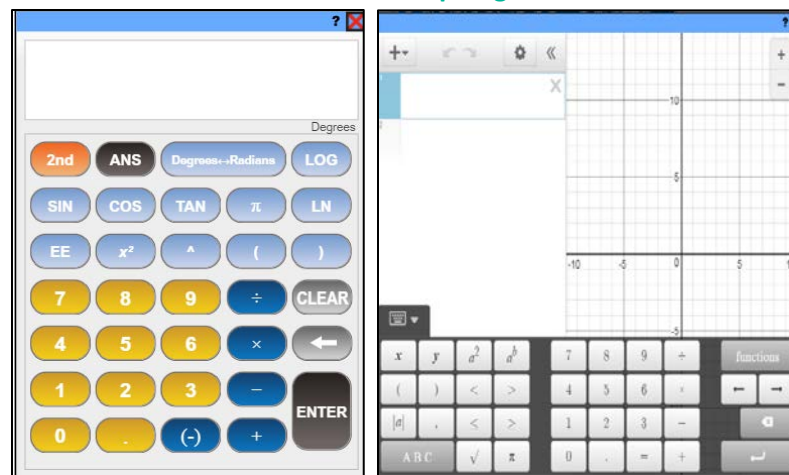 ?
Degrees
2nd ANS Degrees↔Radians LOG
SIN COS TAN π LN
EE x² ^ ( )
7 8 9 ÷ CLEAR
4 5 6 ×
1 2 3 −
0 . (-) + ENTER
?
+
X
+
−
10
5
-10 -5 0 5
-5
x y a² aᵇ 7 8 9 ÷ functions
( ) < > 4 5 6
|a| , ≤ ≥ 1 2 3 −
A B C √ π 0 . = +